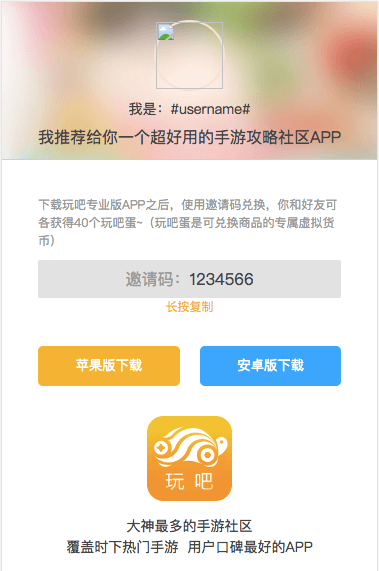 我是：#username#
我推荐给你一个超好用的手游攻略社区APP
下载玩吧专业版APP之后，使用邀请码兑换，你和好友可
各获得40个玩吧蛋~（玩吧蛋是可兑换商品的专属虚拟货
币）
邀请码：1234566
长按复制
苹果版下载
安卓版下载
玩吧
大神最多的手游社区
覆盖时下热门手游  用户口碑最好的APP